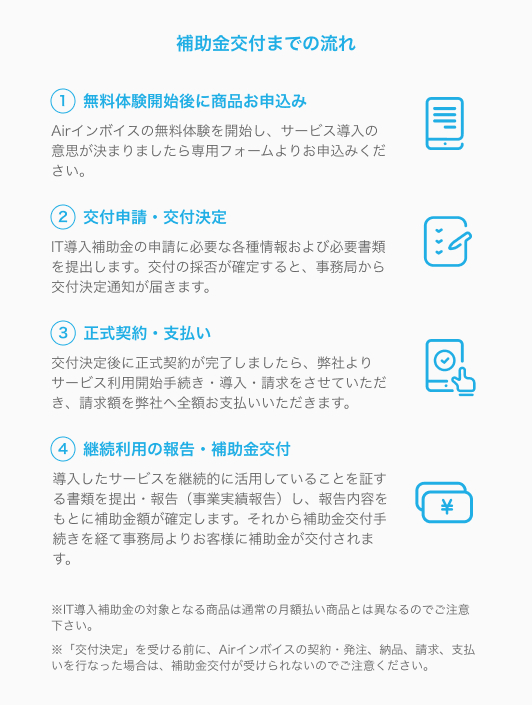 補助金交付までの流れ
1 無料体験開始後に商品お申込み
Airインボイスの無料体験を開始し、サービス導入の
意思が決まりましたら専用フォームよりお申込みくだ
さい。
2 交付申請・交付決定
IT導入補助金の申請に必要な各種情報および必要書類
を提出します。交付の採否が確定すると、事務局から
交付決定通知が届きます。
3 正式契約・支払い
交付決定後に正式契約が完了しましたら、弊社より
サービス利用開始手続き・導入・請求をさせていただ
き、請求額を弊社へ全額お支払いいただきます。
4 継続利用の報告・補助金交付
導入したサービスを継続的に活用していることを証す
る書類を提出・報告（事業実績報告）し、報告内容を
もとに補助金額が確定します。それから補助金交付手
続きを経て事務局よりお客様に補助金が交付されま
す。
¥
※IT導入補助金の対象となる商品は通常の月額払い商品とは異なるのでご注意
下さい。
※「交付決定」を受ける前に、Airインボイスの契約・発注、納品、請求、支払
いを行なった場合は、補助金交付が受けられないのでご注意ください。